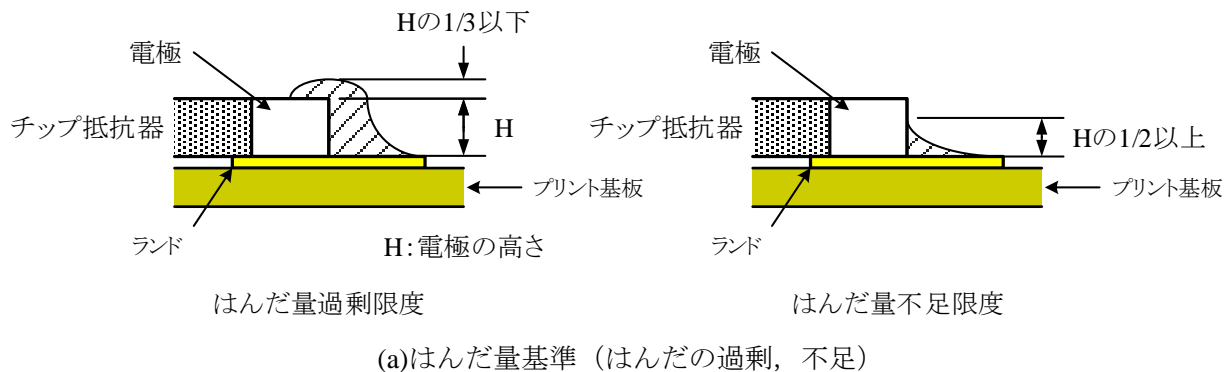 Hの1/3以下
電極
チップ抵抗器
H
プリント基板
ランド
H:電極の高さ
はんだ量過剰限度
電極
チップ抵抗器
Hの1/2以上
プリント基板
ランド
はんだ量不足限度
(a)はんだ量基準（はんだの過剰，不足）